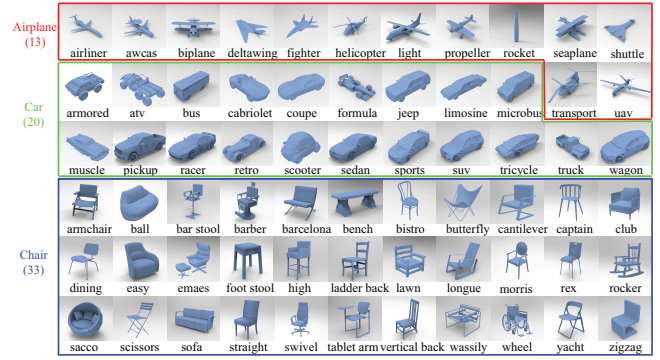 Airplane
(13)
airliner awcas biplane deltawing fighter helicopter light propeller rocket seaplane shuttle
Car
(20)
armored atv bus cabriolet coupe formula jeep limosine microbus transport uav
muscle pickup racer retro scooter sedan sports suv tricycle truck wagon
Chair
(33)
armchair ball bar stool barber barcelona bench bistro butterfly cantilever captain club
dining easy emaes foot stool high ladder back lawn longue morris rex rocker
sacco scissors sofa straight swivel tablet arm vertical back wassily wheel yacht zigzag